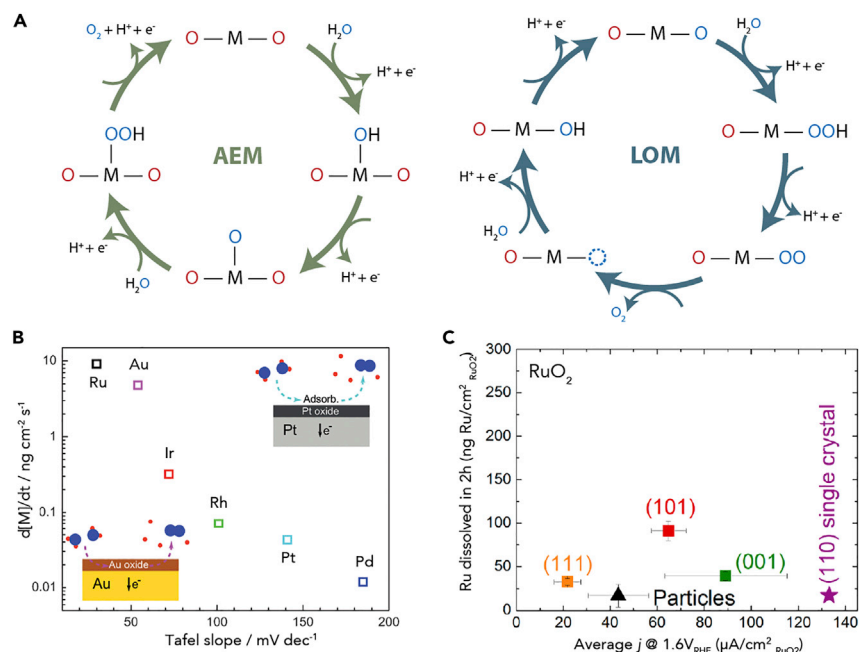 A
O₂ + H⁺ + e⁻
O — M — O
H₂O
H⁺ + e⁻
OOH
O — M — O
AEM
OH
O — M — O
H⁺ + e⁻
H₂O
O
O — M — O
H⁺ + e⁻
H⁺ + e⁻
O — M — O
H₂O
H⁺ + e⁻
O — M — OH
LOM
O — M — OOH
H⁺ + e⁻
H₂O
H⁺ + e⁻
O — M —
O₂
O — M — OO
B
d[M]/dt / ng cm⁻² s⁻¹
10
1
0.1
0.01
Ru
Au
Ir
Rh
Pt
Pd
Adsorb.
Pt oxide
Pt
e⁻
Au oxide
Au
e⁻
50
100
150
200
Tafel slope / mV dec⁻¹
C
Ru dissolved in 2h (ng Ru/cm² RuO2)
300
250
200
150
100
50
0
RuO₂
(101)
(111)
(001)
Particles
(110) single crystal
0
20
40
60
80
100
120
140
Average j @ 1.6V RHE (μA/cm² RuO2)